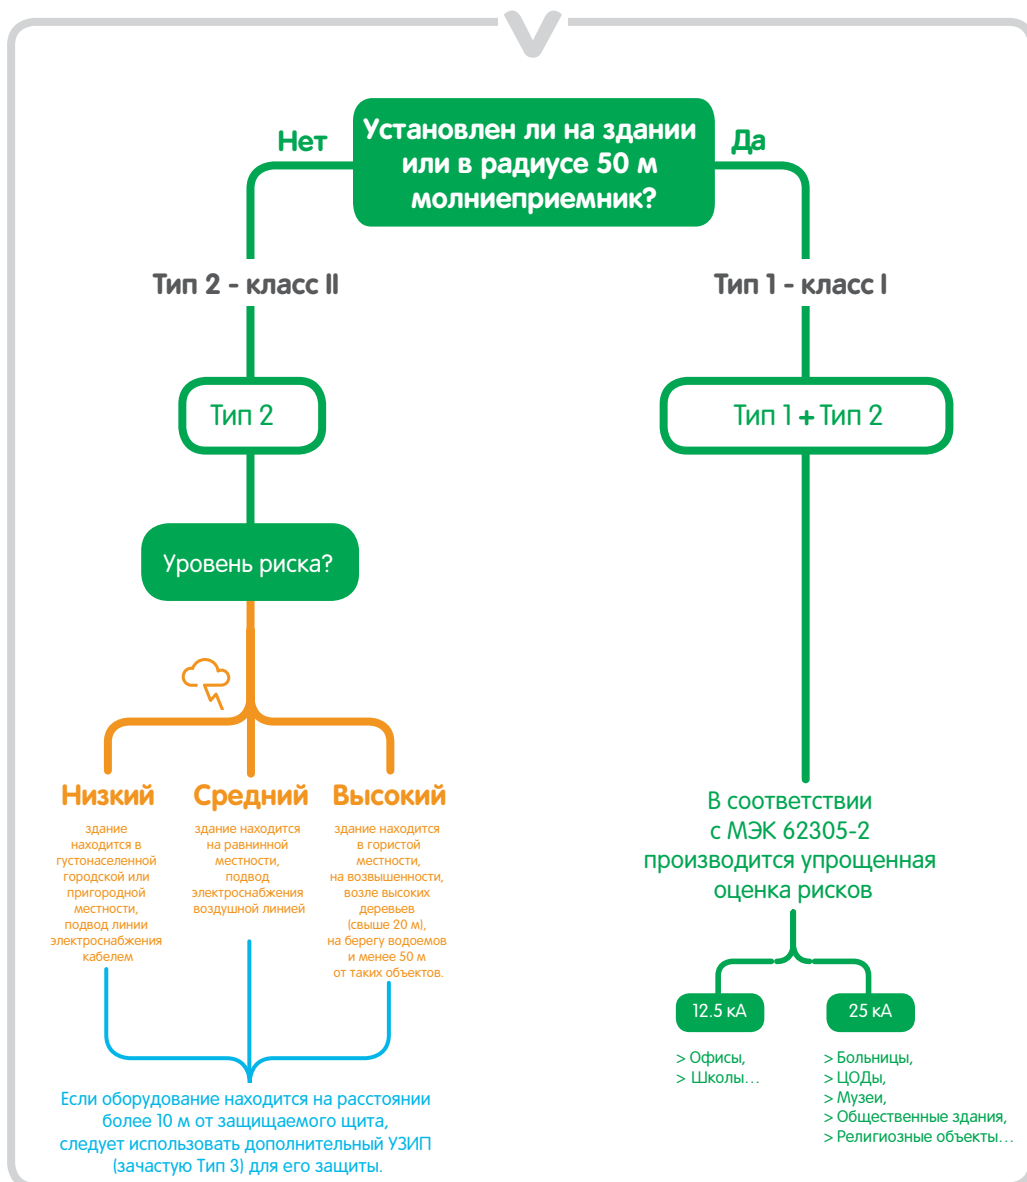 Установлен ли на здании
или в радиусе 50 м
молниеприемник?
Нет
Да
Тип 2 - класс II
Тип 1 - класс I
Тип 2
Тип 1 + Тип 2
Уровень риска?
Низкий
здание
находится в
густонаселенной
городской или
пригородной
местности,
подвод линии
электроснабжения
кабелем
Средний
здание находится
на равнинной
местности,
подвод
электроснабжения
воздушной линией
Высокий
здание находится
в гористой
местности,
на возвышенности,
возле высоких
деревьев
(свыше 20 м),
на берегу водоемов
и менее 50 м
от таких объектов.
Если оборудование находится на расстоянии
более 10 м от защищаемого щита,
следует использовать дополнительный УЗИП
(зачастую Тип 3) для его защиты.
В соответствии
с МЭК 62305-2
производится упрощенная
оценка рисков
12.5 кА
> Офисы,
> Школы...
25 кА
> Больницы,
> ЦОДы,
> Музеи,
> Общественные здания,
> Религиозные объекты...